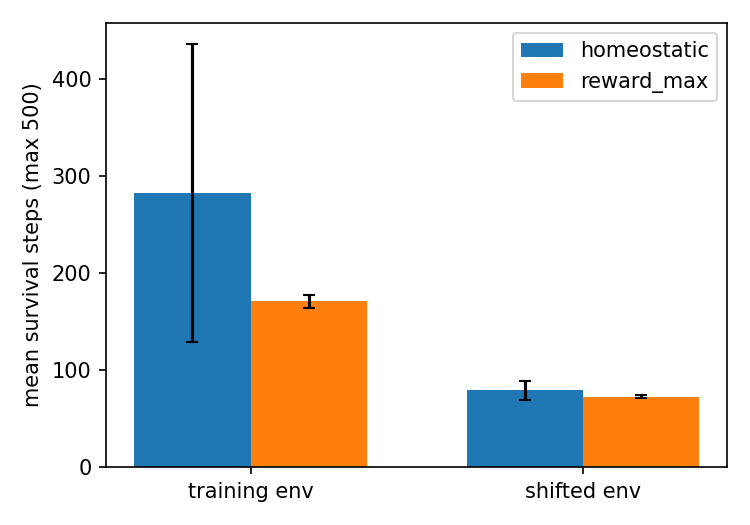 homeostatic
reward_max
mean survival steps (max 500)
400
300
200
100
0
training env
shifted env